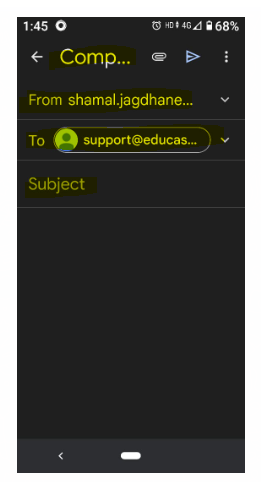 1:45 HD 4G 68%
Comp...
From shamal.jagdhane...
To support@educas...
Subject